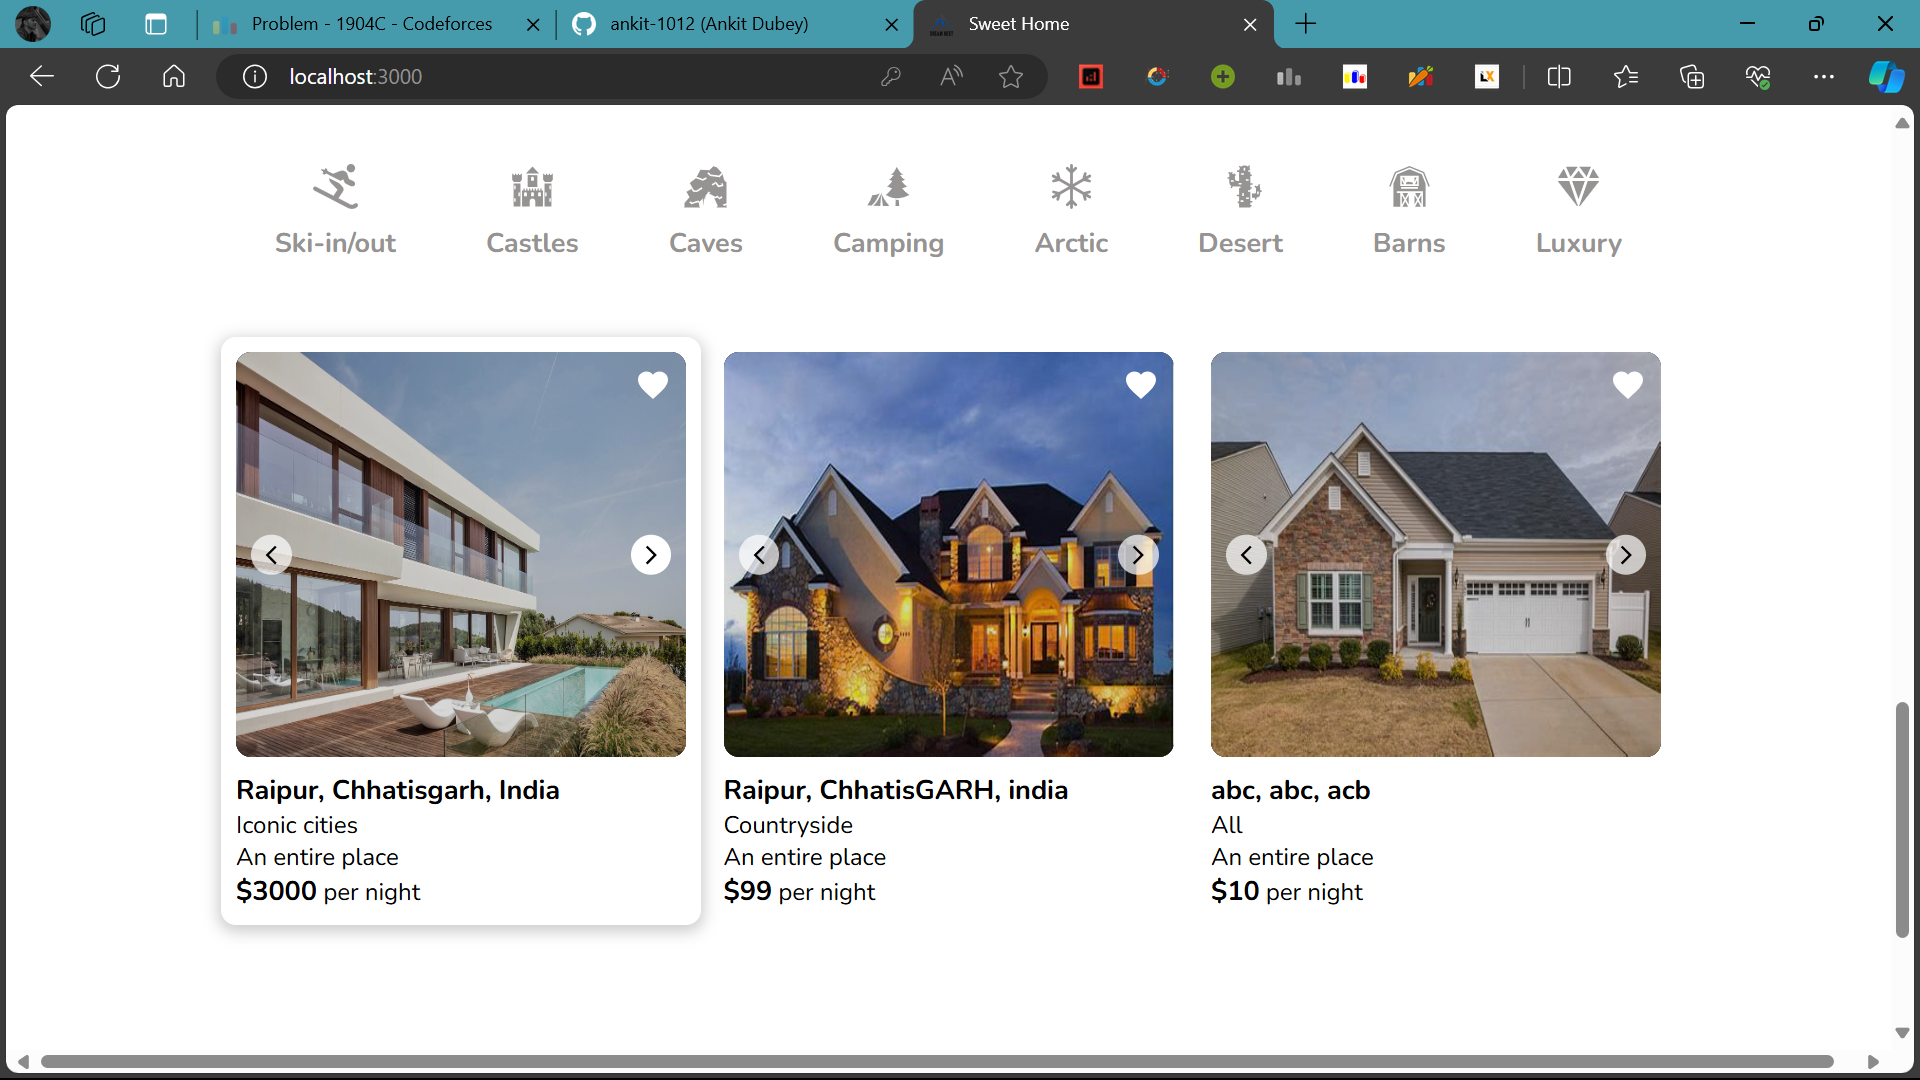 Problem - 1904C - Codeforces
ankit-1012 (Ankit Dubey)
Sweet Home
localhost:3000
Ski-in/out
Castles
Caves
Camping
Arctic
Desert
Barns
Luxury
Raipur, Chhatisgarh, India
Iconic cities
An entire place
$3000 per night
Raipur, ChhatisGARH, india
Countryside
An entire place
$99 per night
abc, abc, acb
All
An entire place
$10 per night